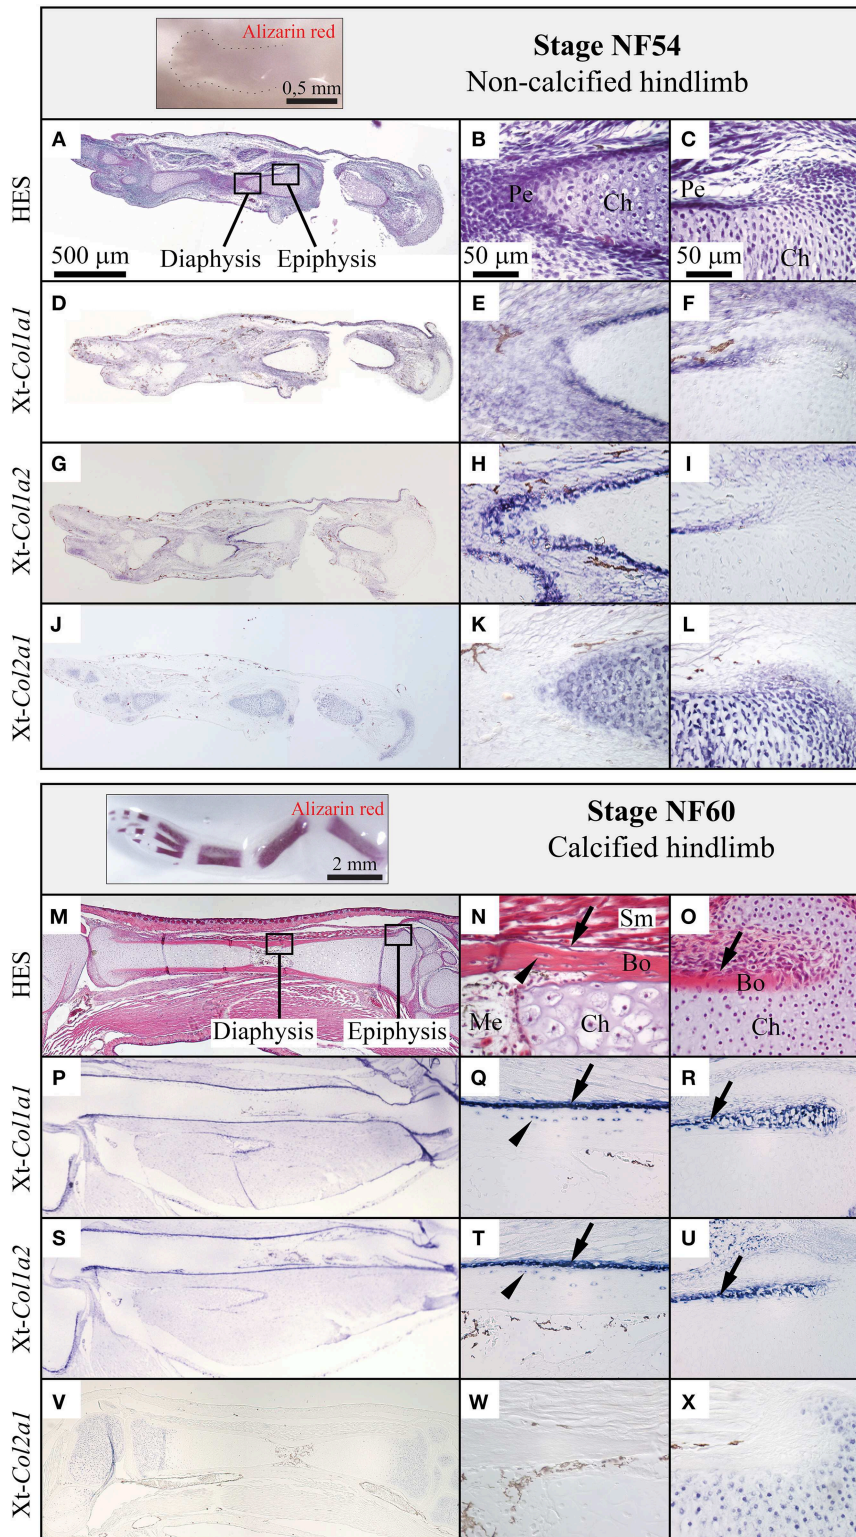 Alizarin red
0,5 mm
Stage NF54
Non-calcified hindlimb
HES
A
Diaphysis
Epiphysis
500 µm
B
Pe
Ch
50 µm
C
Pe
Ch
50 µm
Xt-Col1a1
D
E
F
Xt-Col1a2
G
H
I
Xt-Col2a1
J
K
L
Alizarin red
2 mm
Stage NF60
Calcified hindlimb
HES
M
Diaphysis
Epiphysis
N
Sm
Bo
Me
Ch
O
Bo
Ch
Xt-Col1a1
P
Q
R
Xt-Col1a2
S
T
U
Xt-Col2a1
V
W
X